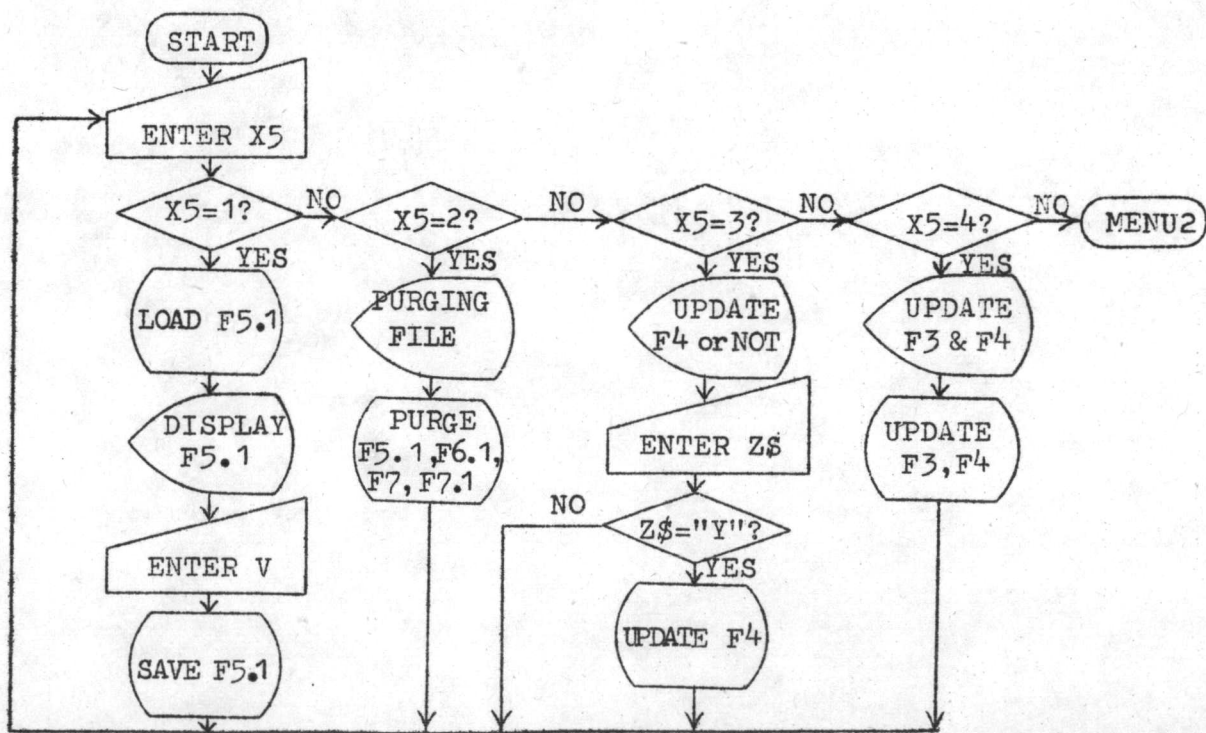 START
ENTER X5
X5=1?
NO
X5=2?
NO
X5=3?
NO
X5=4?
NO
MENU2
YES
YES
YES
YES
LOAD F5.1
PURGING
FILE
UPDATE
F4 or NOT
UPDATE
F3 & F4
DISPLAY
F5.1
PURGE
F5.1,F6.1,
F7, F7.1
ENTER Z$
UPDATE
F3,F4
NO
Z$="Y"?
YES
ENTER V
UPDATE F4
SAVE F5.1